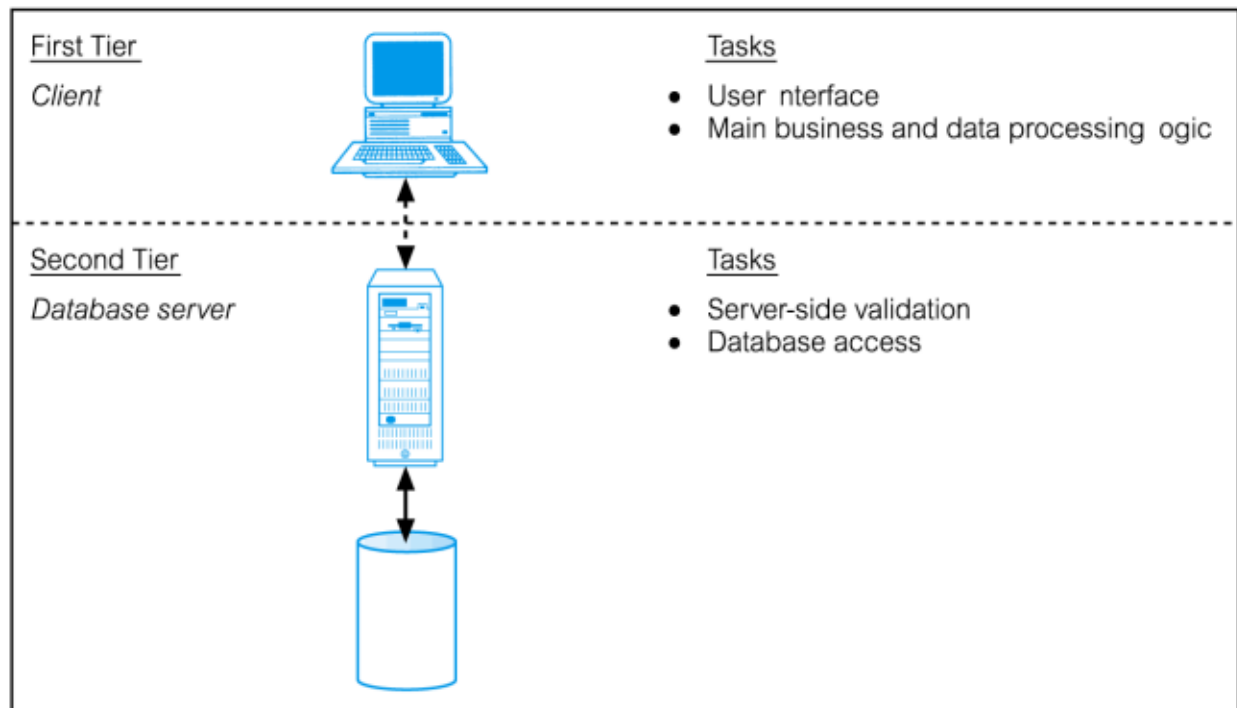 First Tier
Client
Tasks
● User nterface
● Main business and data processing ogic
Second Tier
Database server
Tasks
● Server-side validation
● Database access